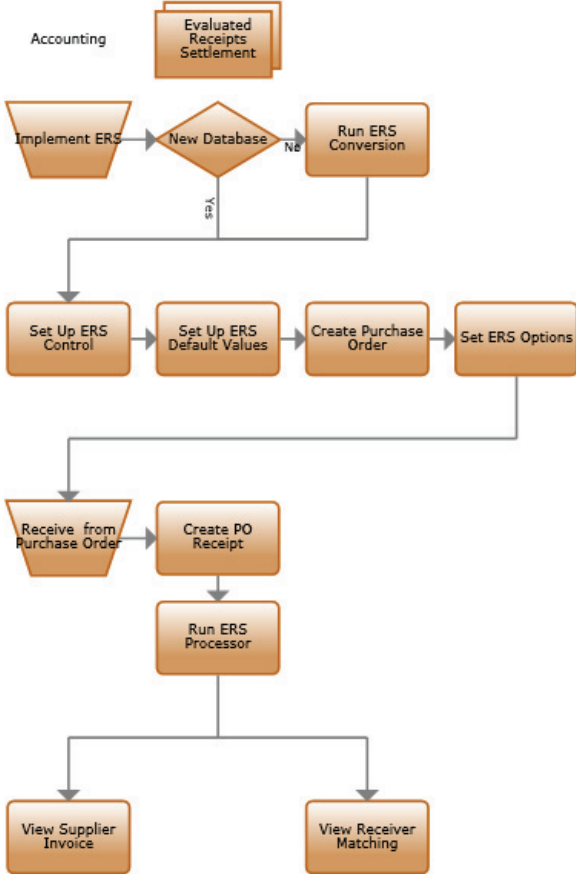 Accounting
Evaluated
Receipts
Settlement
Implement ERS
New Database
No
Run ERS
Conversion
Yes
Set Up ERS
Control
Set Up ERS
Default Values
Create Purchase
Order
Set ERS Options
Receive from
Purchase Order
Create PO
Receipt
Run ERS
Processor
View Supplier
Invoice
View Receiver
Matching